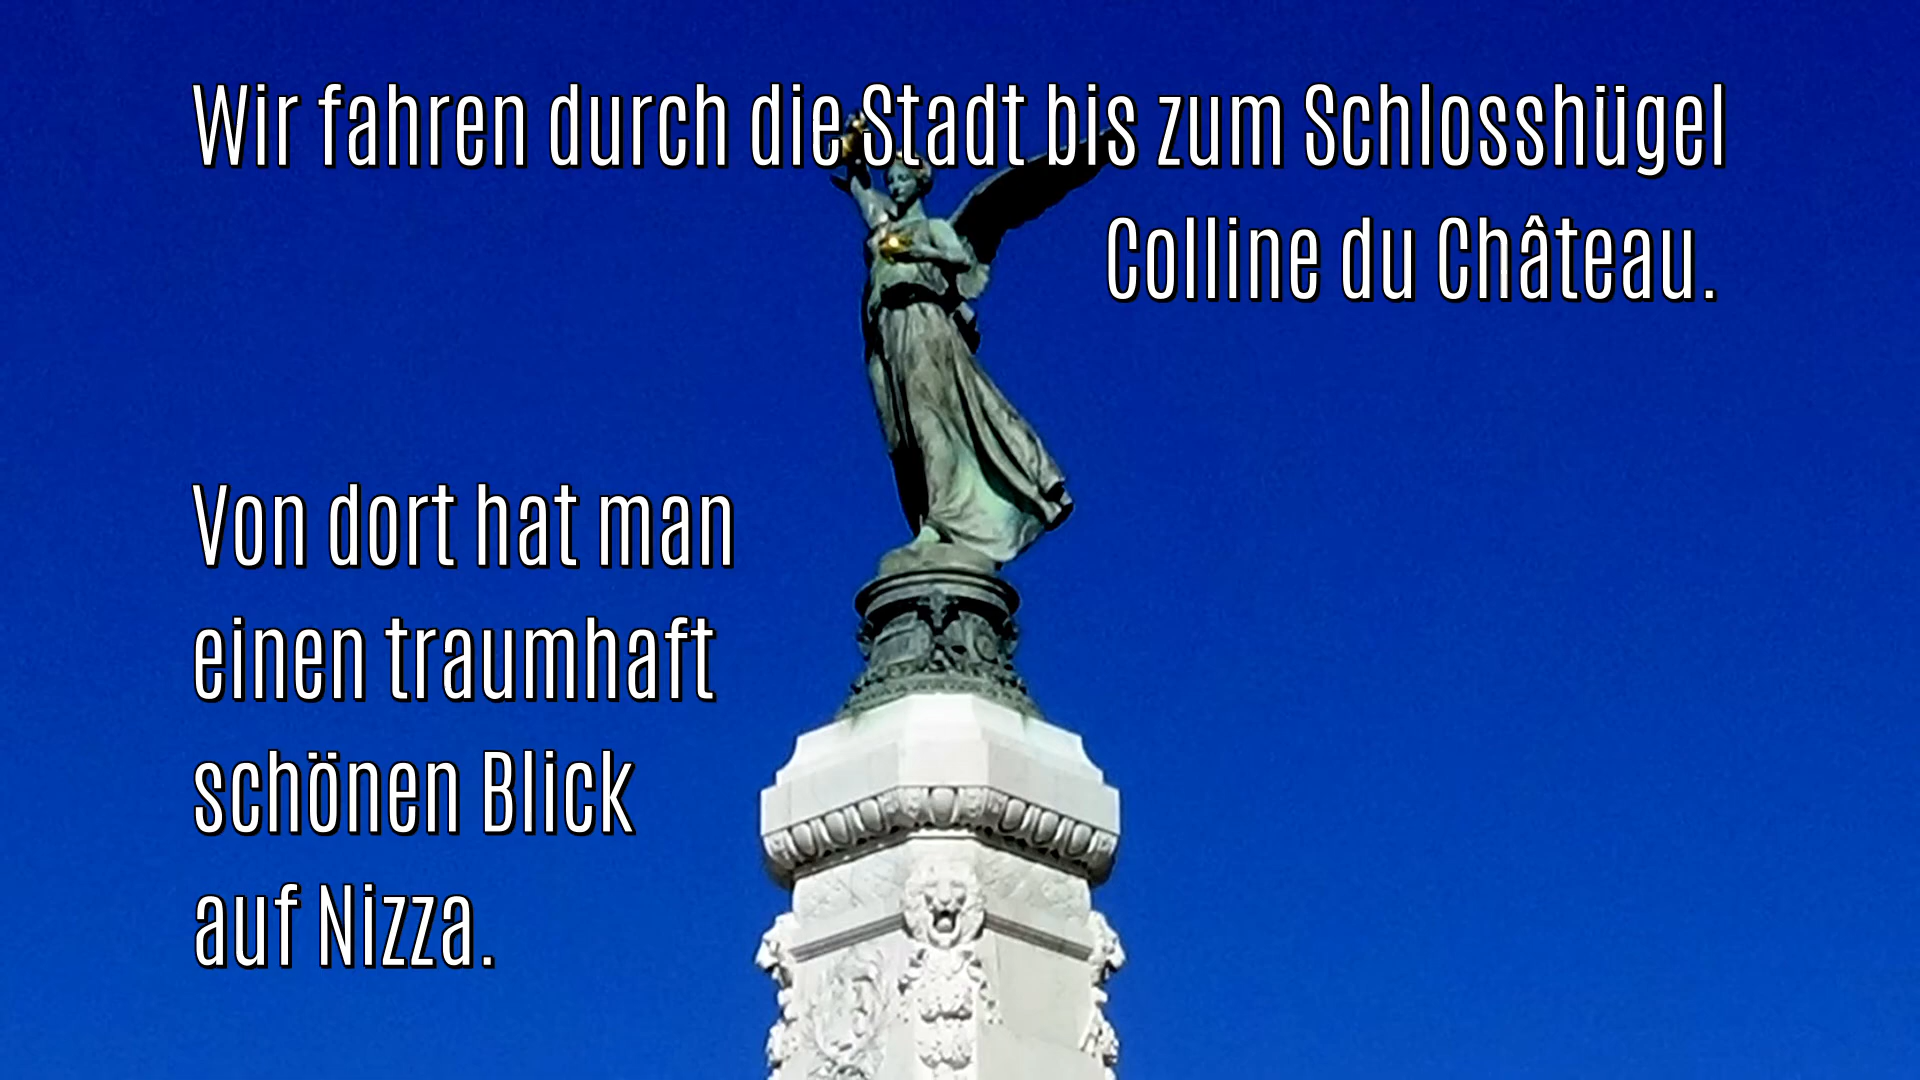 Wir fahren durch die Stadt bis zum Schlosshügel
Colline du Château.
Von dort hat man
einen traumhaft
schönen Blick
auf Nizza.